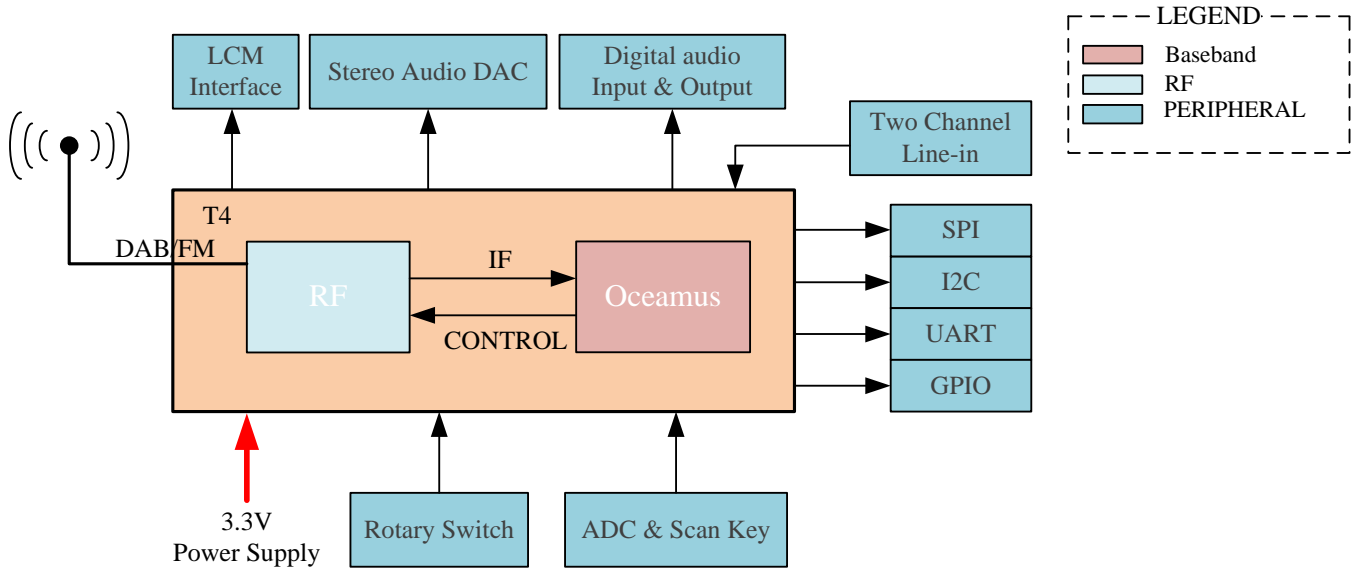 LEGEND
Baseband
RF
PERIPHERAL
LCM
Interface
Stereo Audio DAC
Digital audio
Input & Output
Two Channel
Line-in
T4
DAB/FM
RF
IF
CONTROL
Oceamus
SPI
I2C
UART
GPIO
3.3V
Power Supply
Rotary Switch
ADC & Scan Key